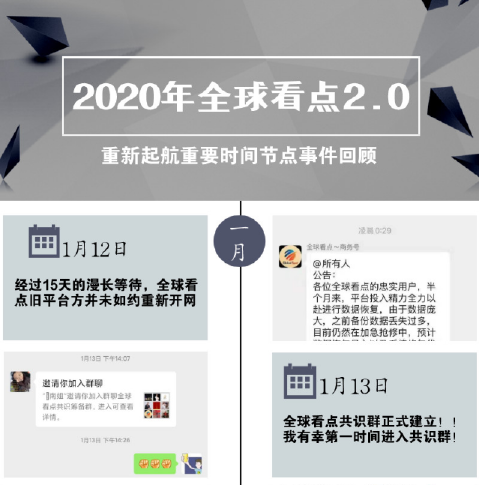 2020年全球看点2.0
重新起航重要时间节点事件回顾
一月
1月12日
经过15天的漫长等待，全球看
点旧平台方并未如约重新开网
凌晨0:29
全球看点～梅务号
@所有人
公告：
各位全球看点的忠实用户，半
个月来，平台投入精力全力以
赴进行数据恢复，由于数据庞
大，之前备份数据丢失过多，
目前仍然在加急抢修中，预计
1月13日 下午14:07
邀请你加入群聊
南姐"邀请你加入群聊全球
看点共识筹备群，进入可查看
详情。
1月13日 下午14:26
1月13日
全球看点共识群正式建立！！
我有幸第一时间进入共识群！